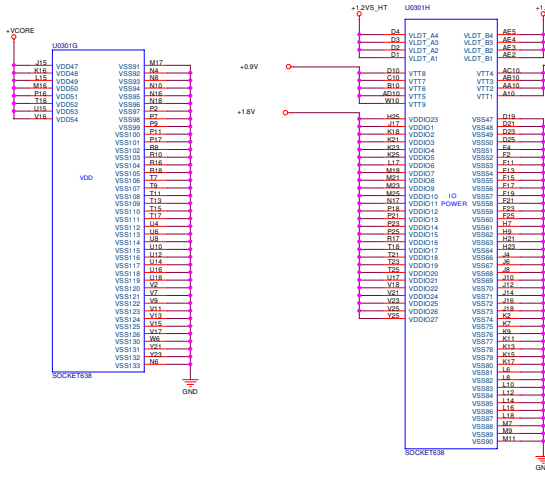 +VCORE
U0301G
J15 VDD47 VSS91 M17
K16 VDD48 VSS92 N4
L15 VDD49 VSS93 N8
M16 VDD50 VSS94 N10
P16 VDD51 VSS95 N16
T16 VDD52 VSS96 N18
U15 VDD53 VSS97 P2
V16 VDD54 VSS98 P7
VSS99 P9
VSS100 P11
VSS101 P17
VSS102 R8
VSS103 R10
VSS104 R16
VSS105 R18
VDD
VSS106 T7
VSS107 T9
VSS108 T11
VSS109 T13
VSS110 T15
VSS111 T17
VSS112 U4
VSS113 U6
VSS114 U8
VSS115 U10
VSS116 U12
VSS117 U14
VSS118 U16
VSS119 U18
VSS120 V2
VSS121 V7
VSS122 V9
VSS123 V11
VSS124 V13
VSS125 V15
VSS126 V17
VSS130 W6
VSS131 Y21
VSS132 Y23
VSS133 N6
SOCKET638
GND
+1.2VS_HT
U0301H
+1.
D4 VLDT_A4 VLDT_B4 AE5
D3 VLDT_A3 VLDT_B3 AE4
D2 VLDT_A2 VLDT_B2 AE3
D1 VLDT_A1 VLDT_B1 AE2
+0.9V
D10 VTT8 VTT4 AC10
C10 VTT7 VTT3 AB10
B10 VTT6 VTT2 AA10
AD10 VTT5 VTT1 A10
W10 VTT9
+1.8V
H25 VDDIO23 VSS47 D19
J17 VDDIO1 VSS48 D21
K18 VDDIO2 VSS49 D23
K21 VDDIO3 VSS50 D25
K23 VDDIO4 VSS51 E4
K25 VDDIO5 VSS52 F2
L17 VDDIO6 VSS53 F11
M18 VDDIO7 VSS54 F13
M21 VDDIO8 VSS55 F15
M23 VDDIO9 VSS56 F17
M25 VDDIO10 VSS57 F19
IO
POWER
N17 VDDIO11 VSS58 F21
P18 VDDIO12 VSS59 F23
P21 VDDIO13 VSS60 F25
P23 VDDIO14 VSS61 H7
P25 VDDIO15 VSS62 H9
R17 VDDIO16 VSS63 H21
T18 VDDIO17 VSS64 H23
T21 VDDIO18 VSS65 J4
T23 VDDIO19 VSS66 J6
T25 VDDIO20 VSS68 J8
U17 VDDIO21 VSS69 J10
V18 VDDIO22 VSS70 J12
V21 VDDIO24 VSS71 J14
V23 VDDIO25 VSS72 J16
V25 VDDIO26 VSS73 J18
Y25 VDDIO27 VSS74 K2
VSS75 K7
VSS76 K9
VSS77 K11
VSS78 K13
VSS79 K15
VSS80 K17
VSS81 L6
VSS82 L8
VSS83 L10
VSS84 L12
VSS85 L14
VSS86 L16
VSS87 L18
VSS88 M7
VSS89 M9
VSS90 M11
SOCKET638
GN